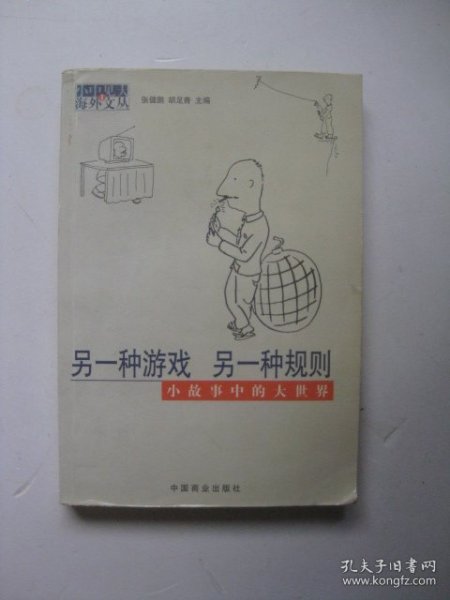 海外文丛
张健鹏 胡足青 主编
另一种游戏 另一种规则
小故事中的大世界
中国商业出版社
孔夫子旧书网
www.kongfz.com